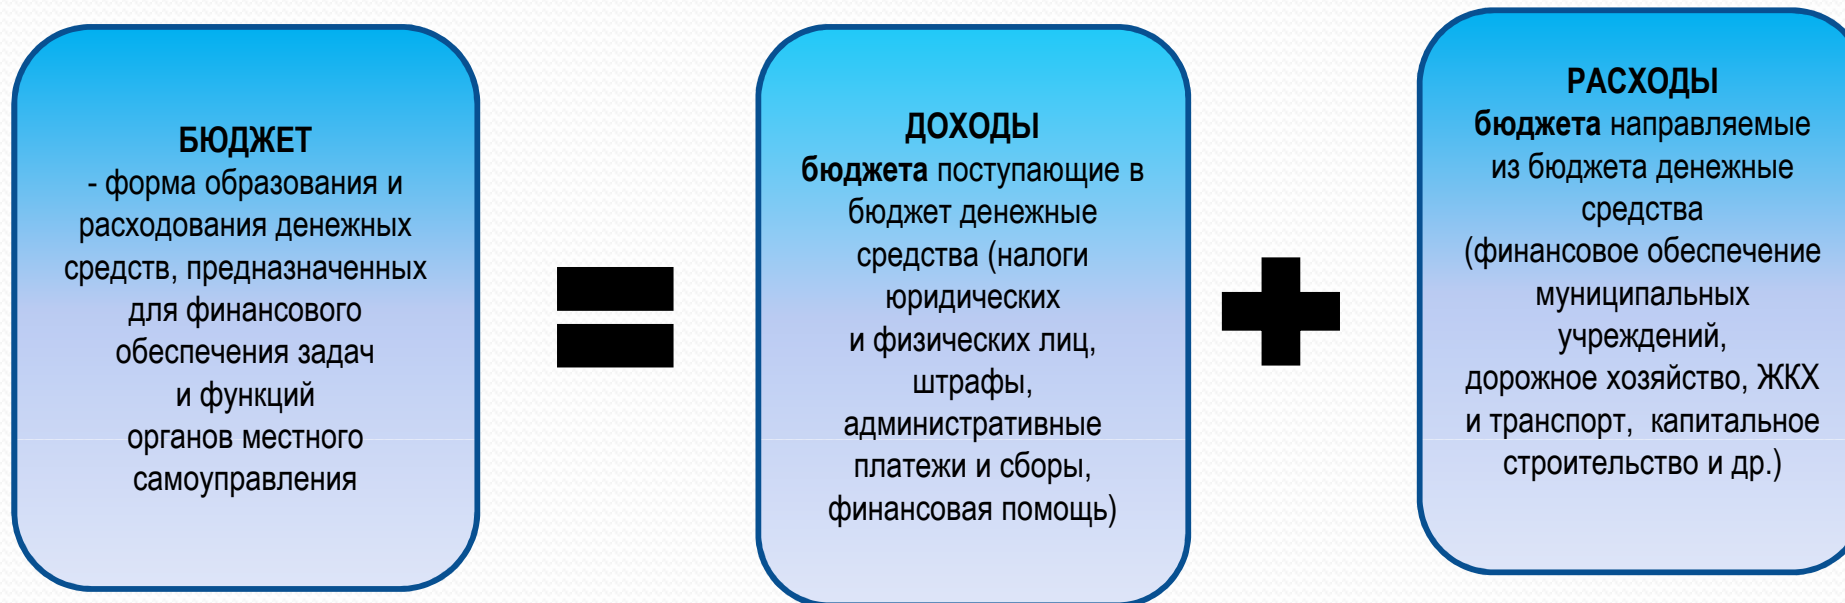 БЮДЖЕТ
- форма образования и
расходования денежных
средств, предназначенных
для финансового
обеспечения задач
и функций
органов местного
самоуправления
ДОХОДЫ
бюджета поступающие в
бюджет денежные
средства (налоги
юридических
и физических лиц,
штрафы,
административные
платежи и сборы,
финансовая помощь)
РАСХОДЫ
бюджета направляемые
из бюджета денежные
средства
(финансовое обеспечение
муниципальных
учреждений,
дорожное хозяйство, ЖКХ
и транспорт, капитальное
строительство и др.)